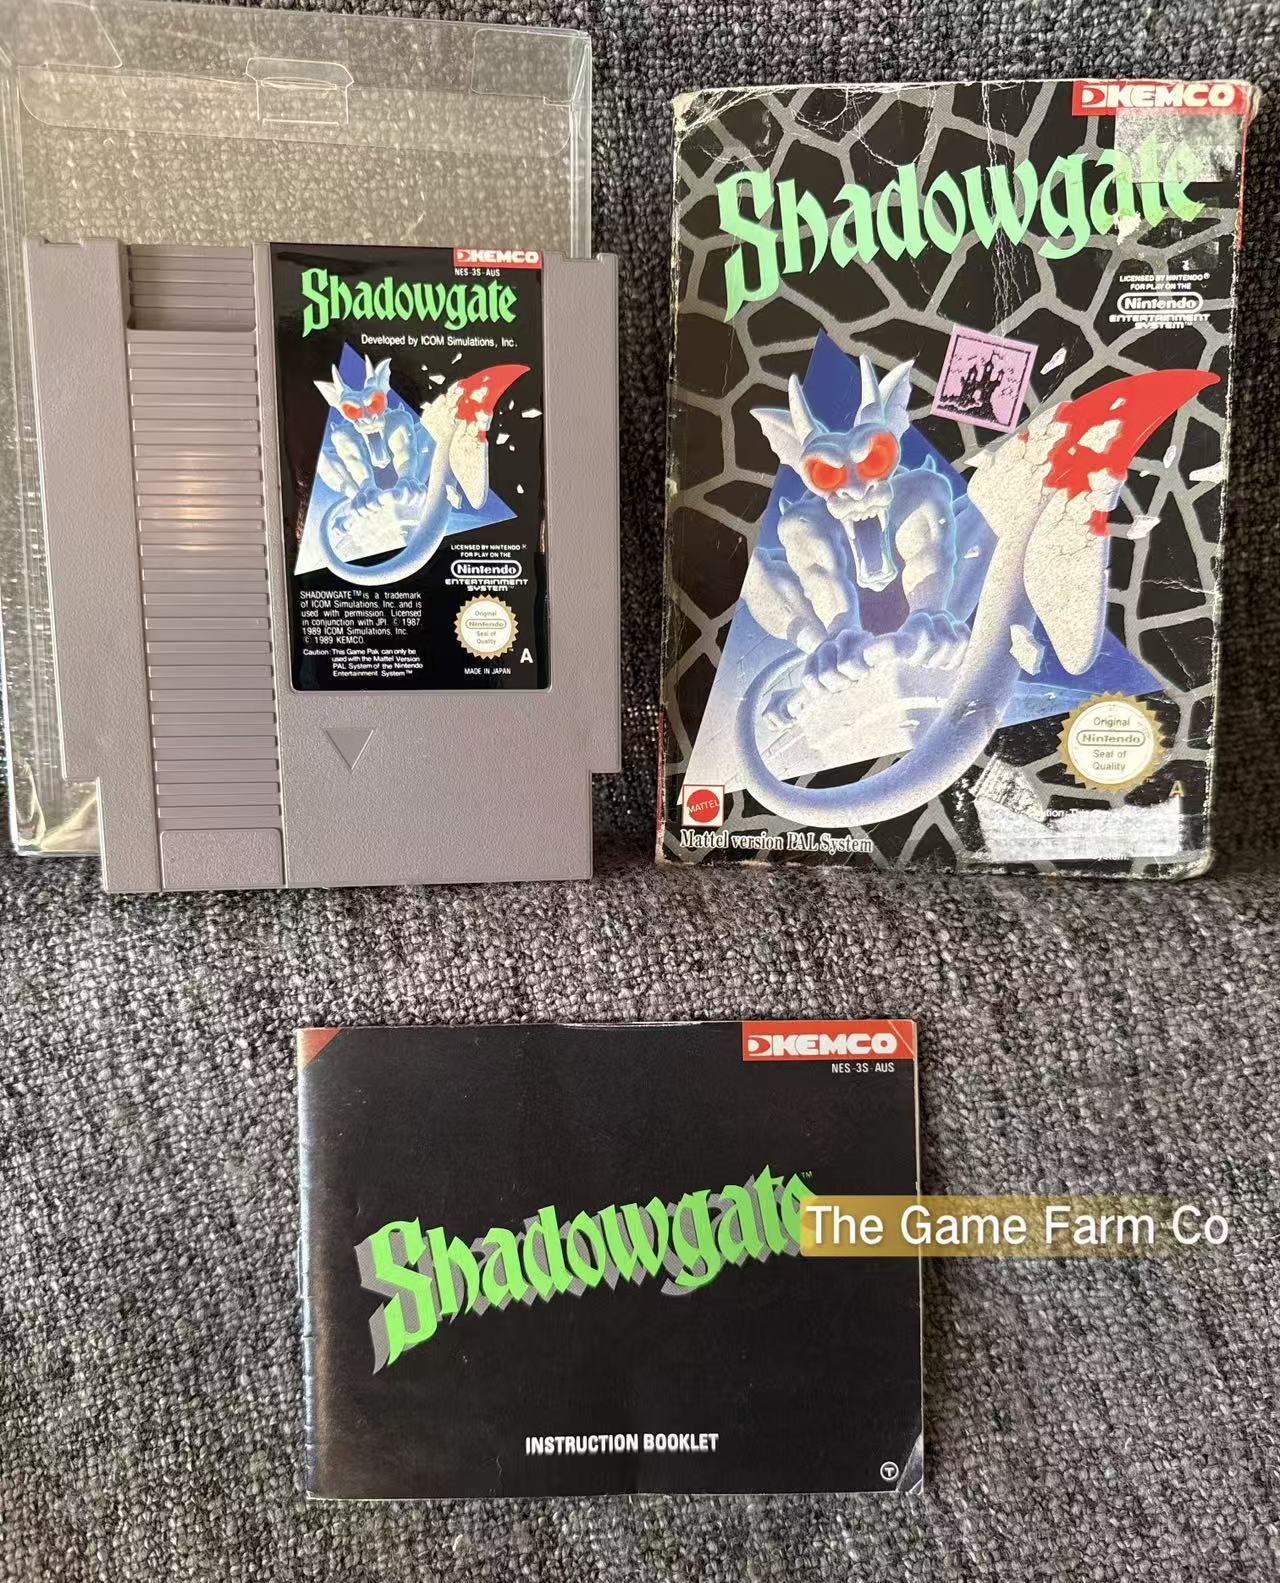 KEMCO
NES-3S-AUS
Shadowgate
Developed by ICOM Simulations, Inc.
LICENSED BY NINTENDO®
FOR PLAY ON THE
Nintendo
ENTERTAINMENT
SYSTEM™
SHADOWGATE™ is a trademark
of ICOM Simulations, Inc. and is
used with permission. Licensed
in conjunction with JPI. © 1987.
1989 ICOM Simulations, Inc.
© 1989 KEMCO.
Caution: This Game Pak can only be
used with the Mattel Version
PAL System of the Nintendo
Entertainment System™
Original
Nintendo
Seal of
Quality
A
MADE IN JAPAN
KEMCO
Shadowgate
LICENSED BY NINTENDO®
FOR PLAY ON THE
Nintendo
ENTERTAINMENT
SYSTEM™
Original
Nintendo
Seal of
Quality
A
MATTEL
Mattel version PAL System
KEMCO
NES-3S-AUS
Shadowgate™
The Game Farm Co
INSTRUCTION BOOKLET
T